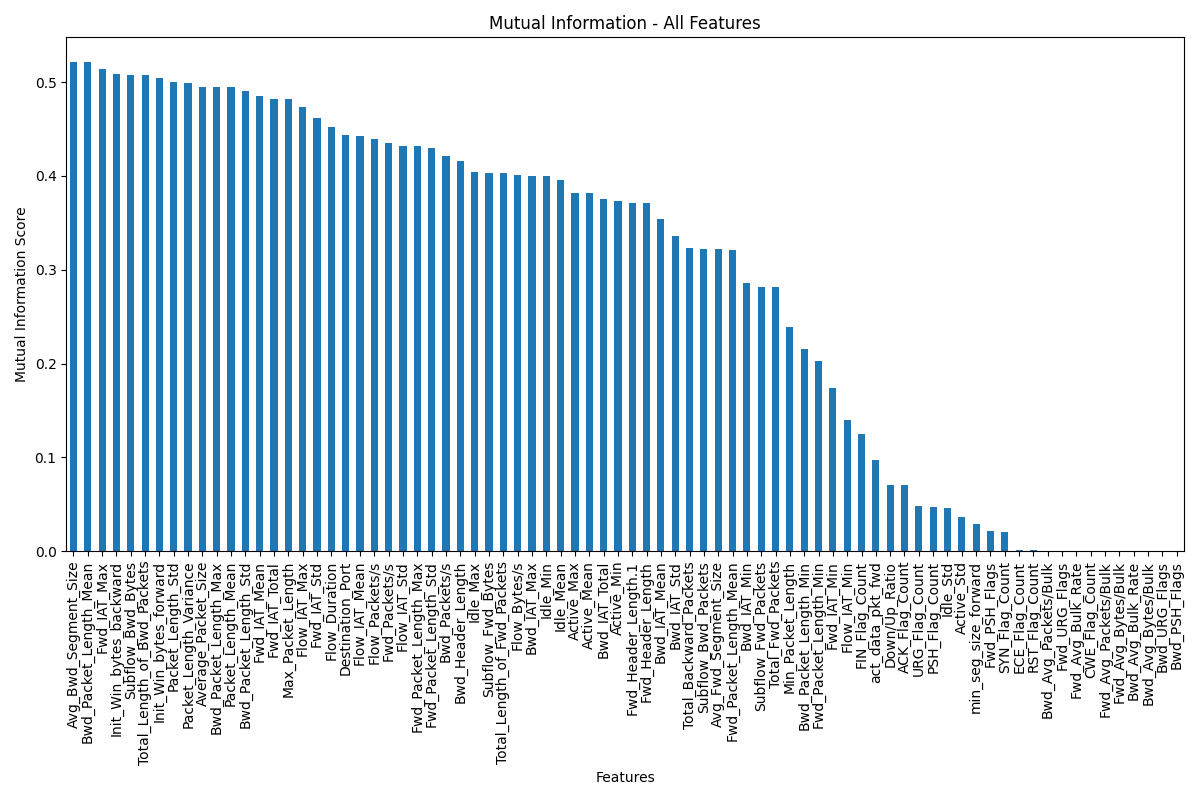 Mutual Information - All Features
Mutual Information Score
0.5
0.4
0.3
0.2
0.1
0.0
Avg_Bwd_Segment_Size
Bwd_Packet_Length_Mean
Fwd_IAT_Max
Init_Win_bytes_backward
Subflow_Bwd_Bytes
Total_Length_of_Bwd_Packets
Init_Win_bytes_forward
Packet_Length_Std
Packet_Length_Variance
Average_Packet_Size
Bwd_Packet_Length_Max
Packet_Length_Mean
Bwd_Packet_Length_Std
Fwd_IAT_Mean
Fwd_IAT_Total
Max_Packet_Length
Flow_IAT_Max
Fwd_IAT_Std
Flow_Duration
Destination_Port
Flow_IAT_Mean
Flow_Packets/s
Fwd_Packets/s
Flow_IAT_Std
Fwd_Packet_Length_Max
Fwd_Packet_Length_Std
Bwd_Packets/s
Bwd_Header_Length
Idle_Max
Subflow_Fwd_Bytes
Total_Length_of_Fwd_Packets
Flow_Bytes/s
Bwd_IAT_Max
Idle_Min
Idle_Mean
Active_Max
Active_Mean
Bwd_IAT_Total
Active_Min
Fwd_Header_Length.1
Fwd_Header_Length
Bwd_IAT_Mean
Bwd_IAT_Std
Total_Backward_Packets
Subflow_Bwd_Packets
Avg_Fwd_Segment_Size
Fwd_Packet_Length_Mean
Bwd_IAT_Min
Subflow_Fwd_Packets
Total_Fwd_Packets
Min_Packet_Length
Bwd_Packet_Length_Min
Fwd_Packet_Length_Min
Fwd_IAT_Min
Flow_IAT_Min
FIN_Flag_Count
act_data_pkt_fwd
Down/Up_Ratio
ACK_Flag_Count
URG_Flag_Count
PSH_Flag_Count
Idle_Std
Active_Std
min_seg_size_forward
Fwd_PSH_Flags
SYN_Flag_Count
ECE_Flag_Count
RST_Flag_Count
Bwd_Avg_Packets/Bulk
Fwd_URG_Flags
Fwd_Avg_Bulk_Rate
CWE_Flag_Count
Fwd_Avg_Packets/Bulk
Fwd_Avg_Bytes/Bulk
Bwd_Avg_Bulk_Rate
Bwd_Avg_Bytes/Bulk
Bwd_URG_Flags
Bwd_PSH_Flags
Features